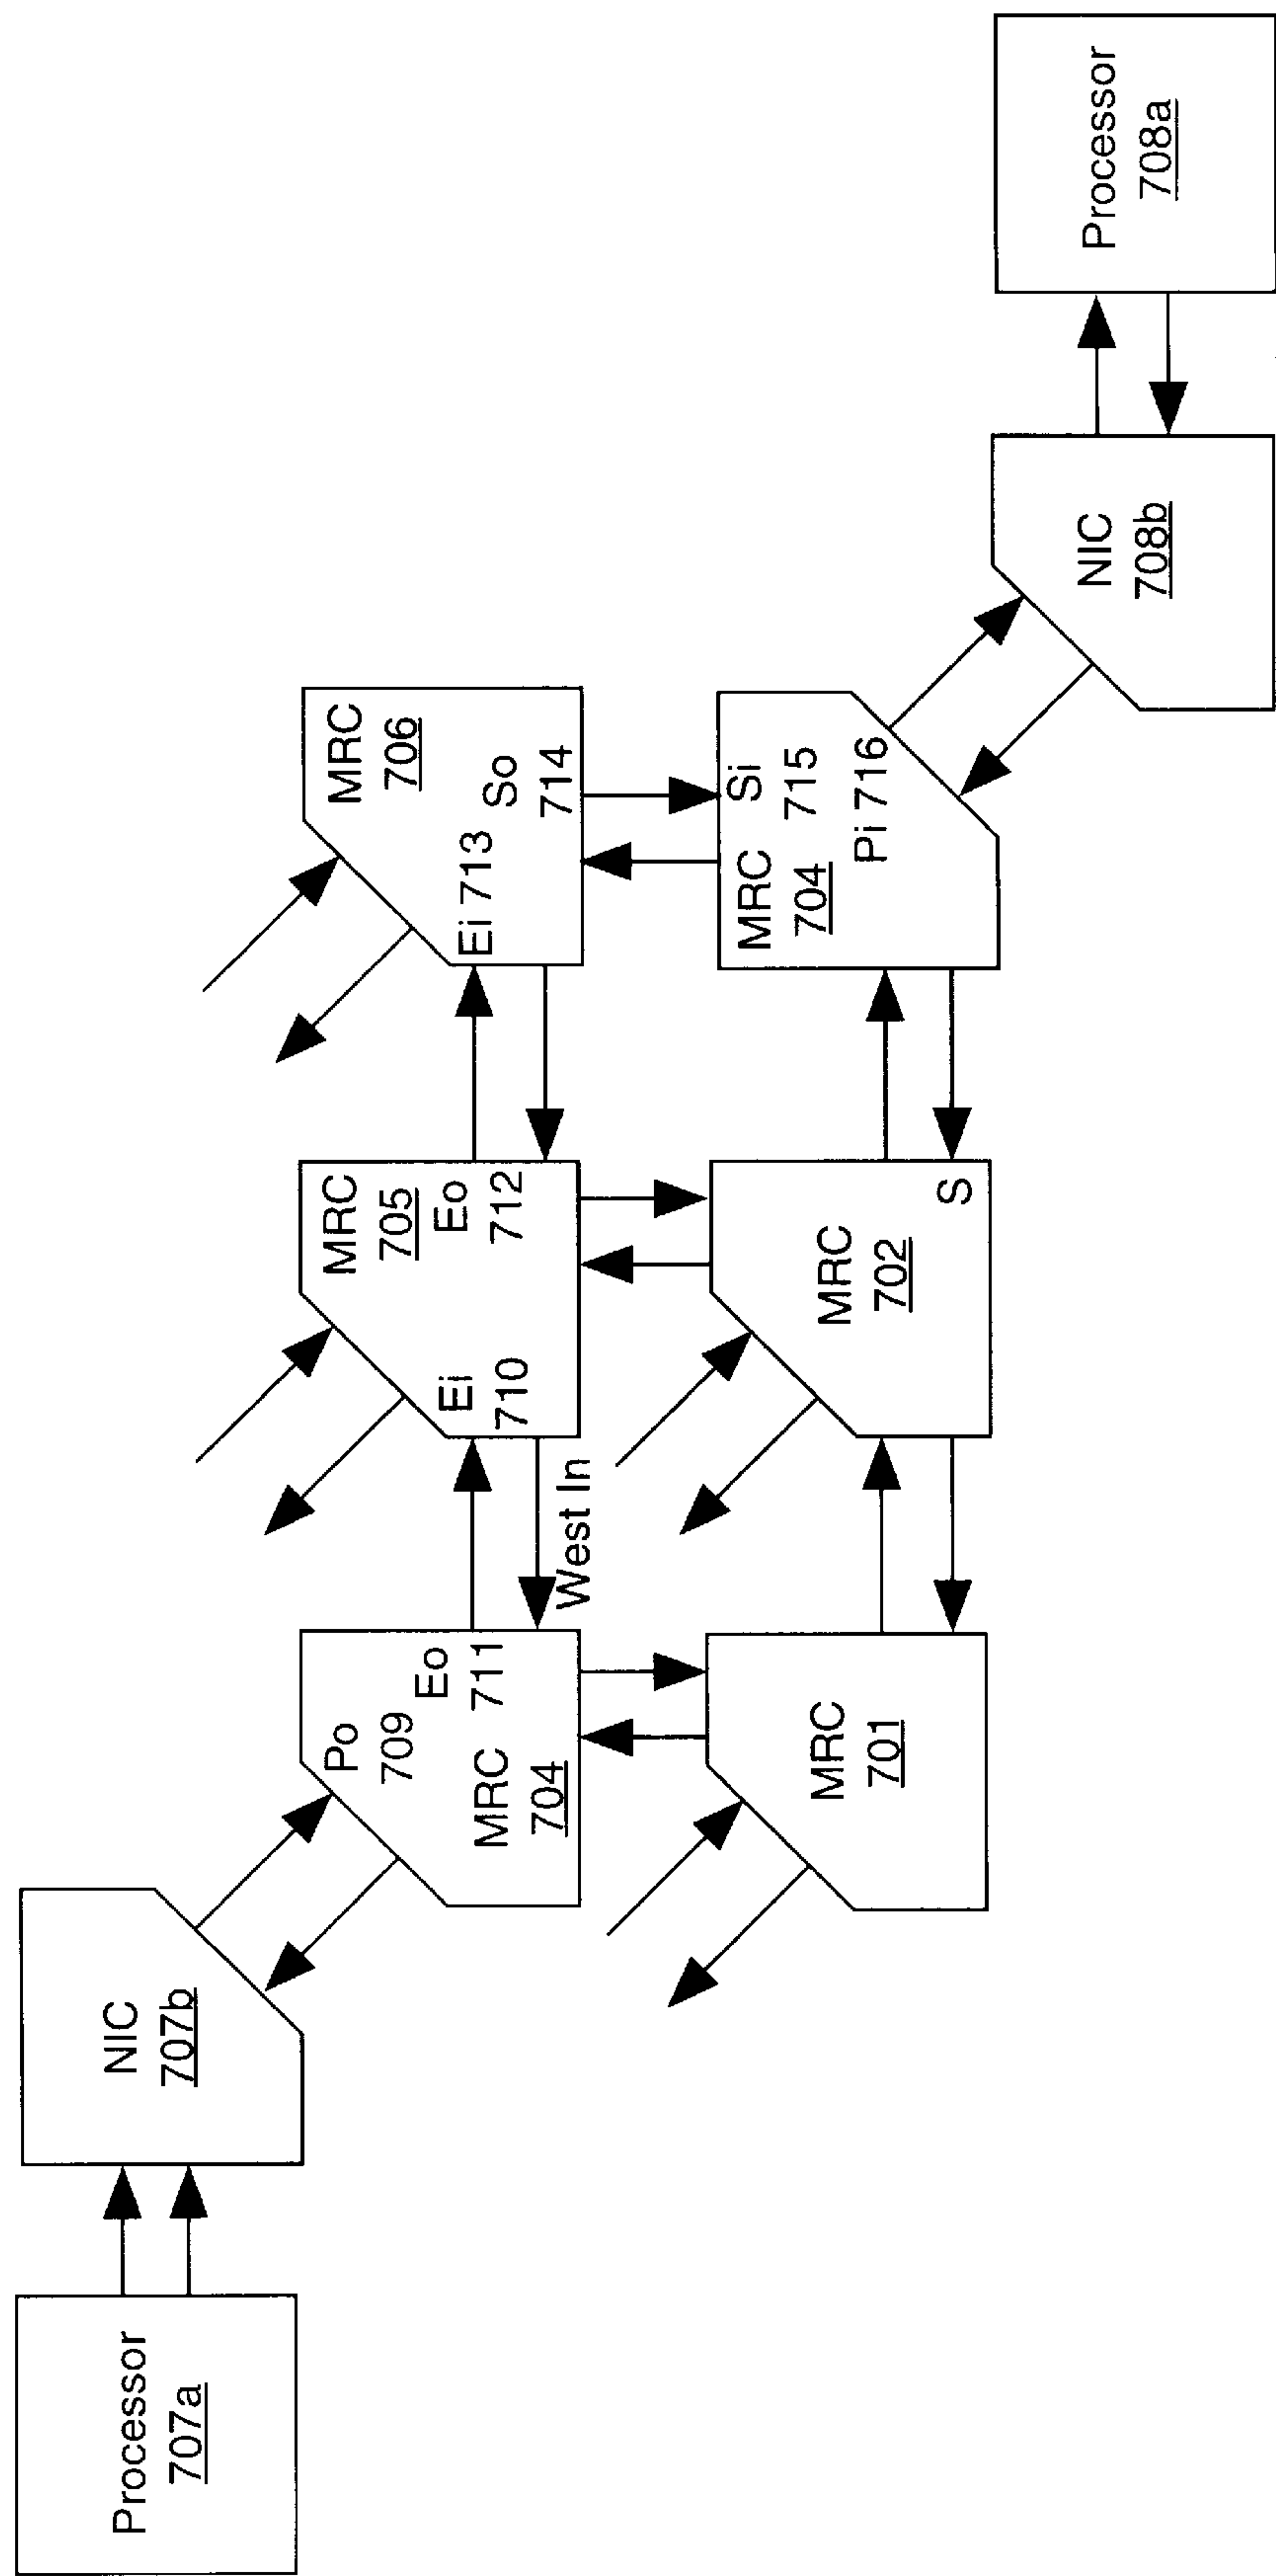 Processor
707a
NIC
707b
Po
709
Eo
711
MRC
704
West In
Ei
710
MRC
705
Eo
712
Ei 713
MRC
706
So
714
MRC
701
MRC
702
S
MRC
704
Si
715
Pi 716
NIC
708b
Processor
708a